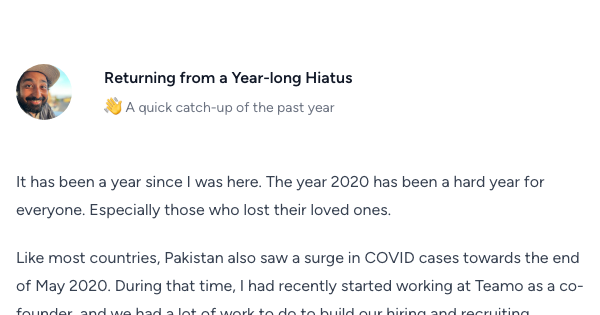 Returning from a Year-long Hiatus
👋 A quick catch-up of the past year
It has been a year since I was here. The year 2020 has been a hard year for
everyone. Especially those who lost their loved ones.
Like most countries, Pakistan also saw a surge in COVID cases towards the end
of May 2020. During that time, I had recently started working at Teamo as a co-
founder, and we had a lot of work to do to build our hiring and recruiting